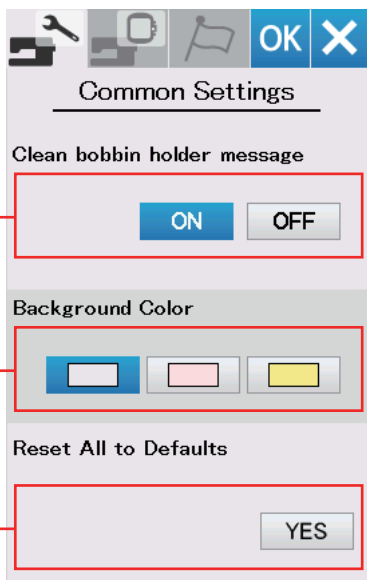 OK
Common Settings
Clean bobbin holder message
ON OFF
Background Color
Reset All to Defaults
YES